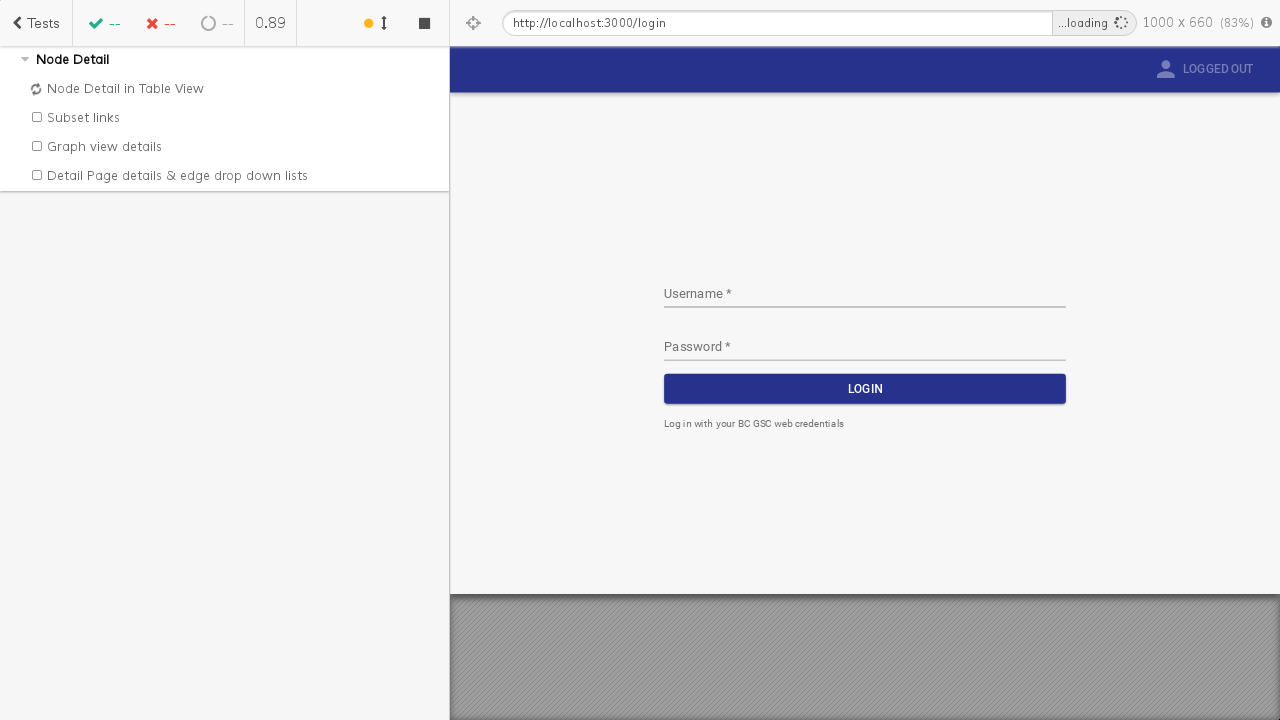 Tests -- -- -- 0.89
http://localhost:3000/login ...loading 1000 x 660 (83%)
Node Detail
Node Detail in Table View
Subset links
Graph view details
Detail Page details & edge drop down lists
LOGGED OUT
Username *
Password *
LOGIN
Log in with your BC GSC web credentials